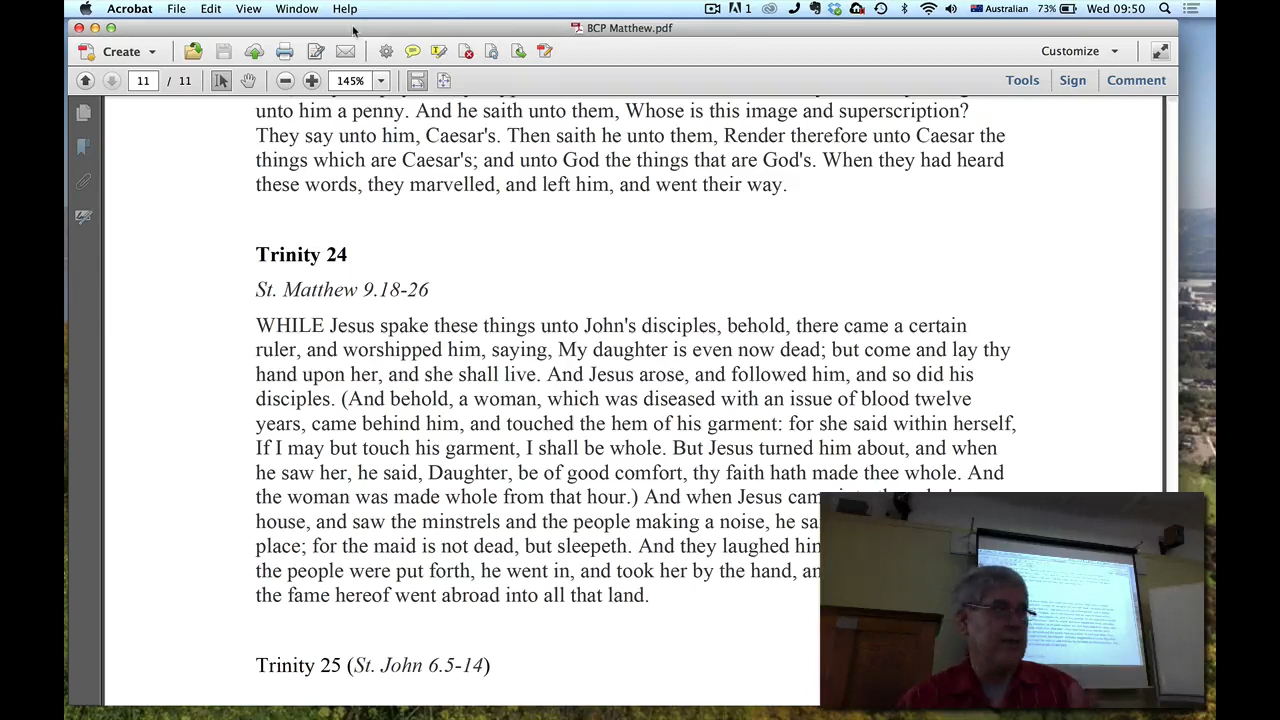 Acrobat File Edit View Window Help 1 Australian 73% Wed 09:50
BCP Matthew.pdf
Create Customize
11 / 11 145% Tools Sign Comment
unto him a penny. And he saith unto them, Whose is this image and superscription?
They say unto him, Caesar's. Then saith he unto them, Render therefore unto Caesar the
things which are Caesar's; and unto God the things that are God's. When they had heard
these words, they marvelled, and left him, and went their way.
Trinity 24
St. Matthew 9.18-26
WHILE Jesus spake these things unto John's disciples, behold, there came a certain
ruler, and worshipped him, saying, My daughter is even now dead; but come and lay thy
hand upon her, and she shall live. And Jesus arose, and followed him, and so did his
disciples. (And behold, a woman, which was diseased with an issue of blood twelve
years, came behind him, and touched the hem of his garment: for she said within herself,
If I may but touch his garment, I shall be whole. But Jesus turned him about, and when
he saw her, he said, Daughter, be of good comfort, thy faith hath made thee whole. And
the woman was made whole from that hour.) And when Jesus
house, and saw the minstrels and the people making a noise, he
place; for the maid is not dead, but sleepeth. And they laughed
the people were put forth, he went in, and took her by the hand,
the fame hereof went abroad into all that land.
Trinity 25 (St. John 6.5-14)